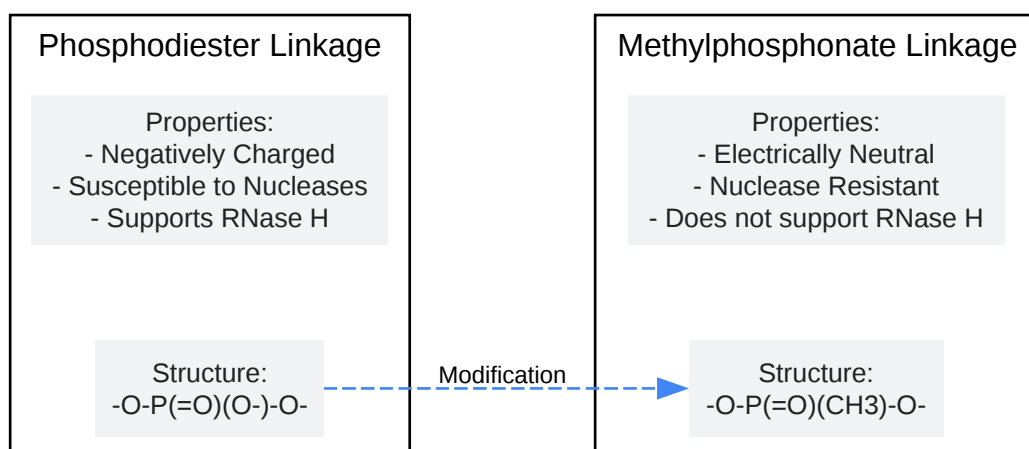 Phosphodiester Linkage
Properties:
- Negatively Charged
- Susceptible to Nucleases
- Supports RNase H
Structure:
-O-P(=O)(O-)-O-
Modification
Methylphosphonate Linkage
Properties:
- Electrically Neutral
- Nuclease Resistant
- Does not support RNase H
Structure:
-O-P(=O)(CH3)-O-